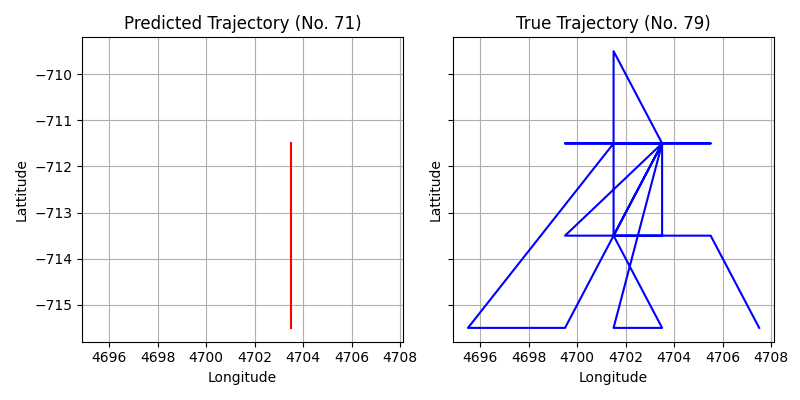 Predicted Trajectory (No. 71)
−710
−711
−712
−713
−714
−715
Lattitude
4696 4698 4700 4702 4704 4706 4708
Longitude
True Trajectory (No. 79)
Lattitude
4696 4698 4700 4702 4704 4706 4708
Longitude